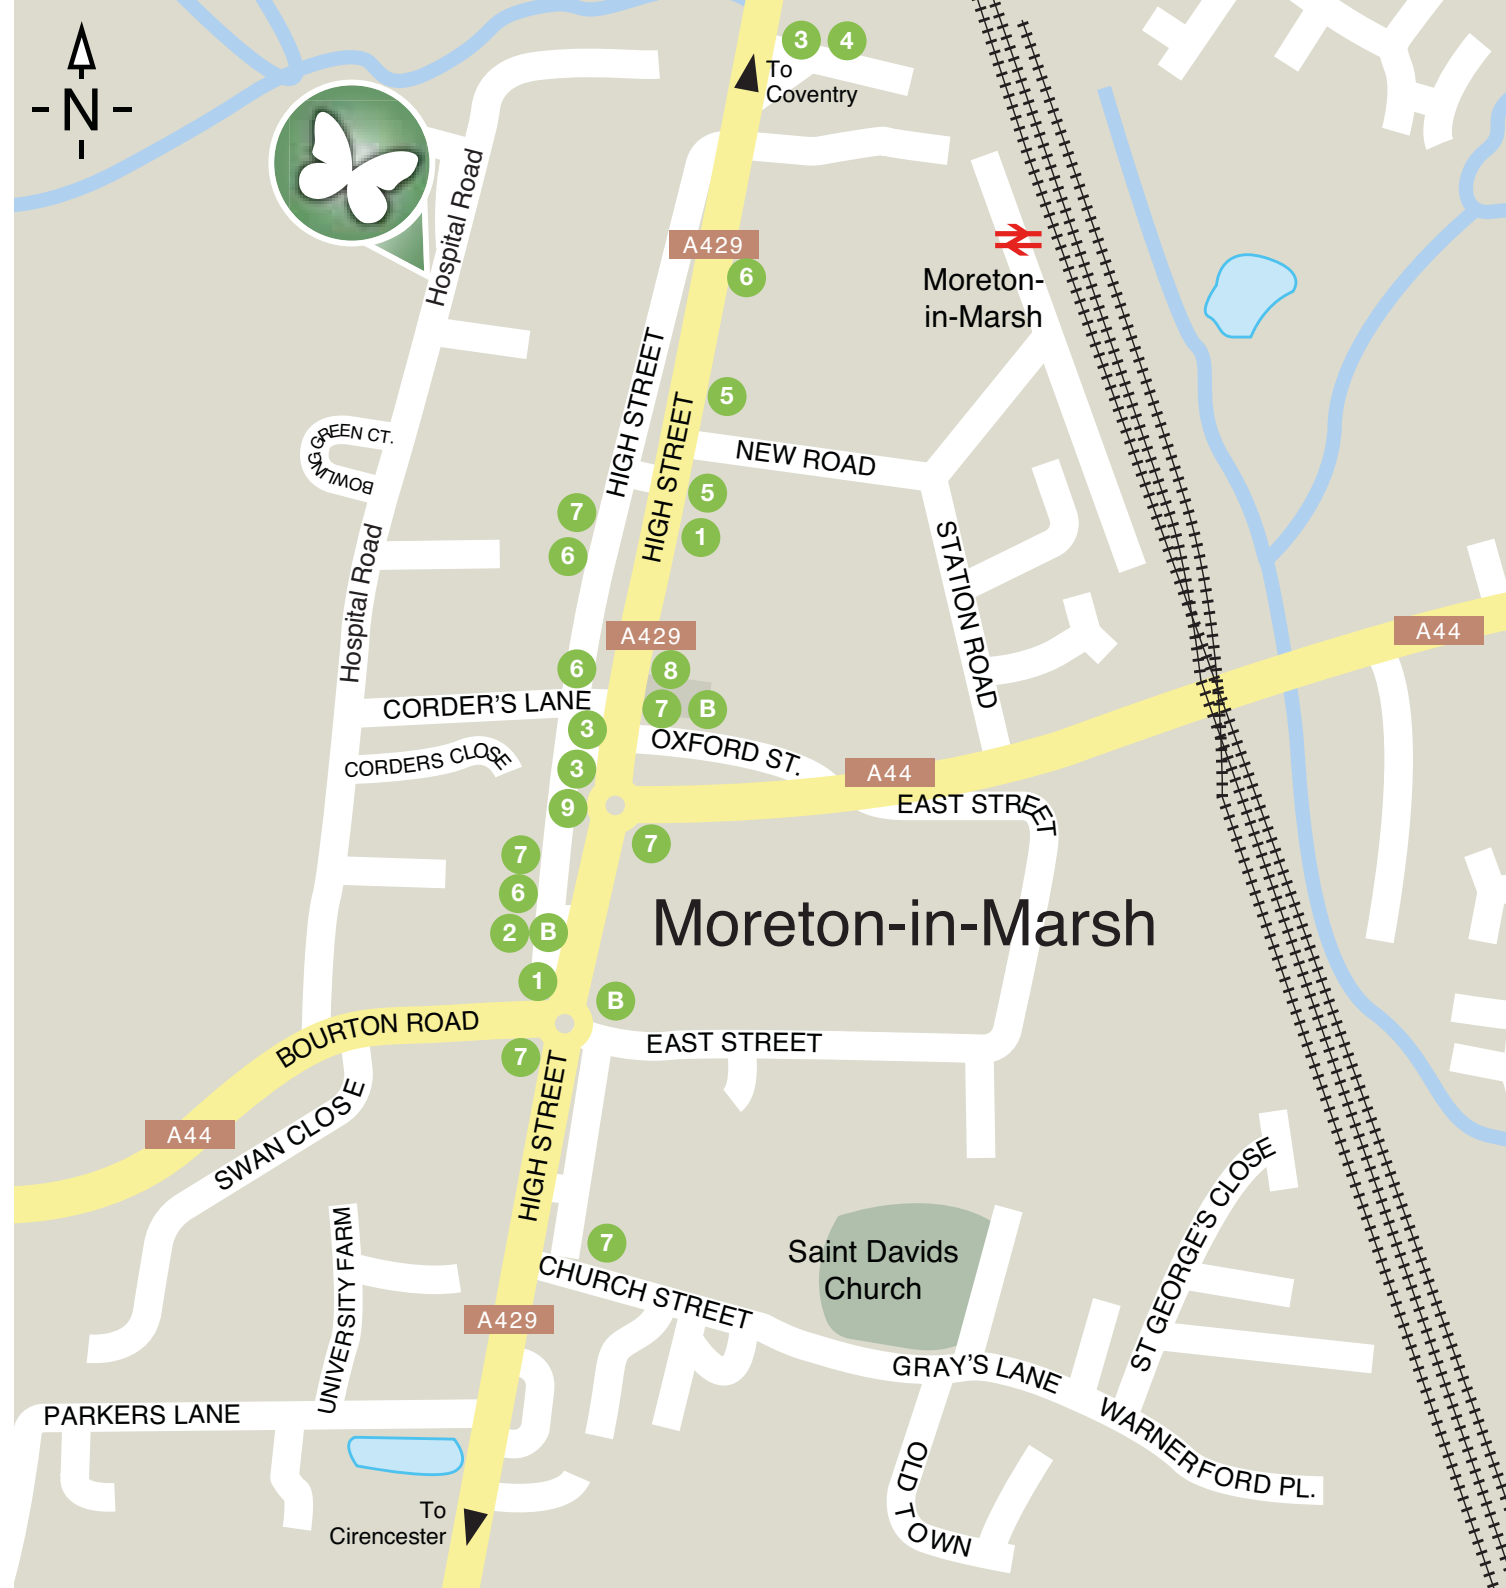 3
4
To
Coventry
N
Hospital Road
A429
6
Moreton-
in-Marsh
HIGH STREET
5
HIGH STREET
BOWLING GREEN CT.
NEW ROAD
5
7
1
6
Hospital Road
STATION ROAD
A429
A44
6
8
CORDER'S LANE
7
B
3
OXFORD ST.
CORDERS CLOSE
3
A44
9
EAST STREET
7
7
6
Moreton-in-Marsh
2
B
1
B
BOURTON ROAD
EAST STREET
7
A44
SWAN CLOSE
HIGH STREET
UNIVERSITY FARM
7
Saint Davids
Church
ST GEORGE'S CLOSE
CHURCH STREET
A429
GRAY'S LANE
PARKERS LANE
WARNERFORD PL.
OLD TOWN
To
Cirencester